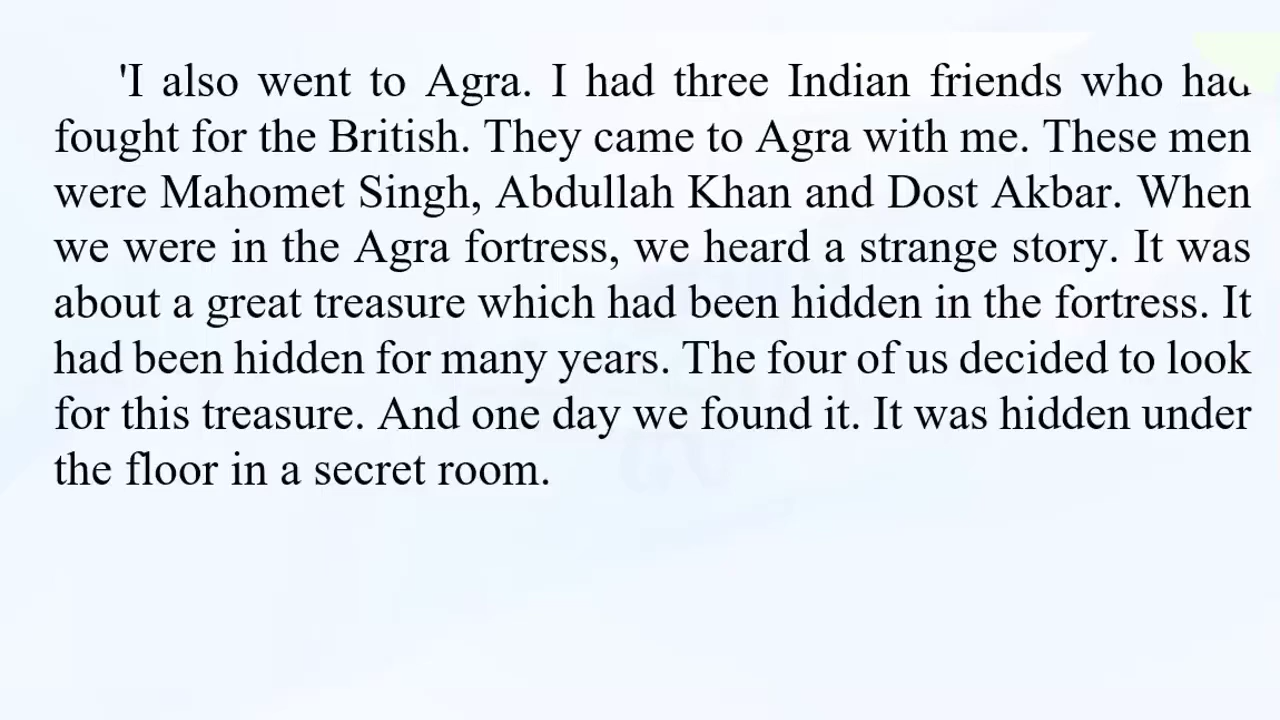 'I also went to Agra. I had three Indian friends who had
fought for the British. They came to Agra with me. These men
were Mahomet Singh, Abdullah Khan and Dost Akbar. When
we were in the Agra fortress, we heard a strange story. It was
about a great treasure which had been hidden in the fortress. It
had been hidden for many years. The four of us decided to look
for this treasure. And one day we found it. It was hidden under
the floor in a secret room.